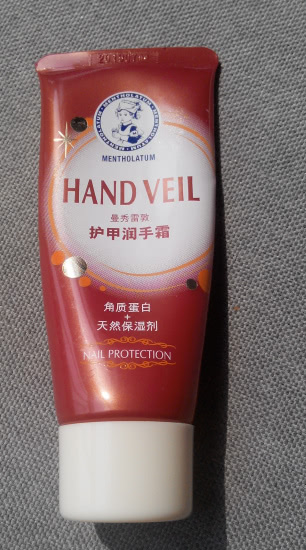 MENTHOLATUM
HAND VEIL
曼秀雷敦
护甲润手霜
角质蛋白
+
天然保湿剂
NAIL PROTECTION